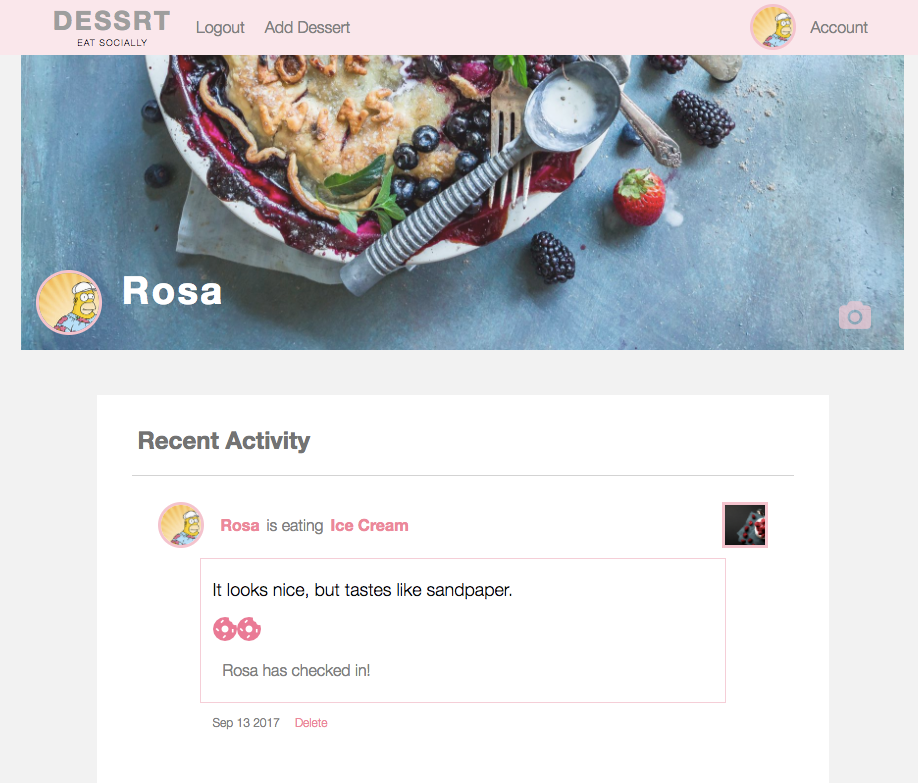 DESSRT
EAT SOCIALLY
Logout Add Dessert
Account
Rosa
Recent Activity
Rosa is eating Ice Cream
It looks nice, but tastes like sandpaper.
Rosa has checked in!
Sep 13 2017 Delete